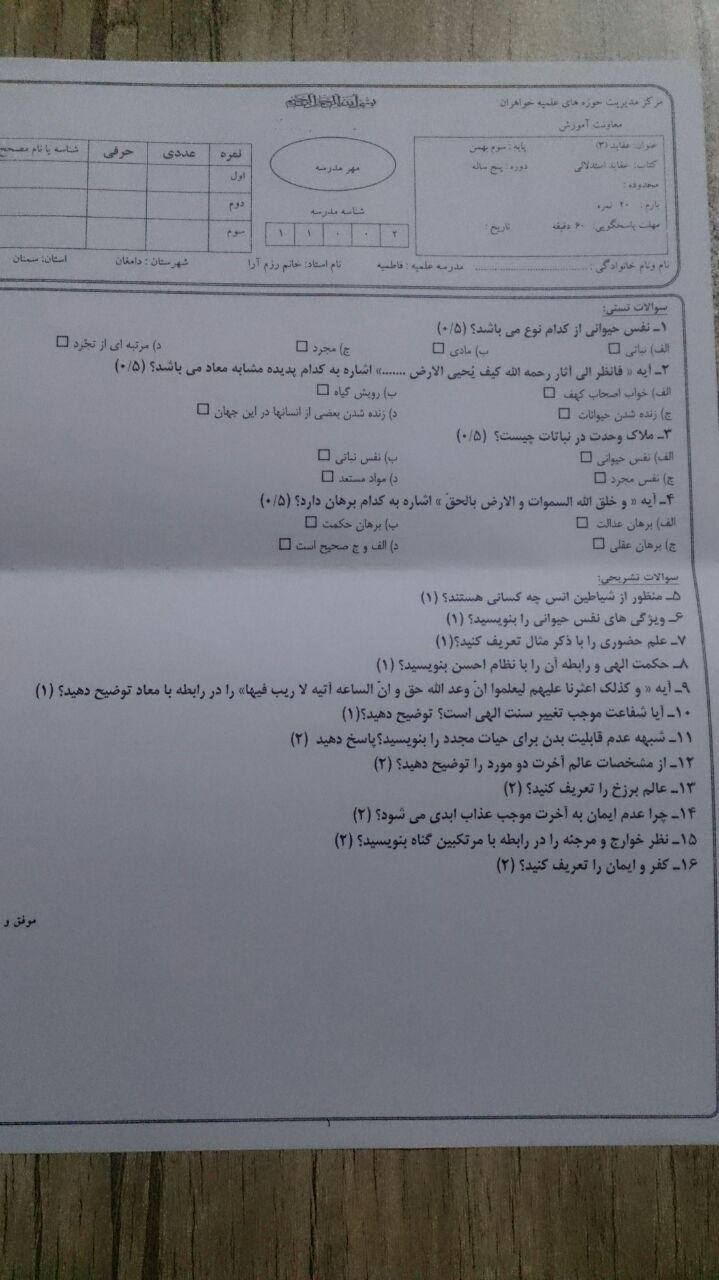 مرکز مدیریت حوزه های علمیه خواهران
معاونت آموزش
عنوان: عقاید (۳) پایه: سوم بهمن
کتاب: عقاید استدلالی دوره: پنج ساله
محدوده:
بارم: ۲۰ نمره
مهلت پاسخگویی: ۶۰ دقیقه تاریخ:
مهر مدرسه
شناسه مدرسه
۱ ۱ ۰ ۰ ۲
نمره عددی حرفی شناسه یا نام مصحح
اول
دوم
سوم
نام ونام خانوادگی: .............................. مدرسه علمیه: فاطمیه نام استاد: خانم رزم آرا شهرستان: دامغان استان: سمنان
سوالات تستی:
۱ـ نفس حیوانی از کدام نوع می باشد؟ (۰/۵)
الف) نباتی □ ب) مادی □ ج) مجرد □ د) مرتبه ای از تجّرد □
۲ـ آیه « فانظر الی آثار رحمه الله کیف یُحیی الارض .......» اشاره به کدام پدیده مشابه معاد می باشد؟ (۰/۵)
الف) خواب اصحاب کهف □ ب) رویش گیاه □
ج) زنده شدن حیوانات □ د) زنده شدن بعضی از انسانها در این جهان □
۳ـ ملاک وحدت در نباتات چیست؟ (۰/۵)
الف) نفس حیوانی □ ب) نفس نباتی □
ج) نفس مجرد □ د) مواد مستعد □
۴ـ آیه « و خلق الله السموات و الارض بالحقّ » اشاره به کدام برهان دارد؟ (۰/۵)
الف) برهان عدالت □ ب) برهان حکمت □
ج) برهان عقلی □ د) الف و ج صحیح است □
سوالات تشریحی:
۵ـ منظور از شیاطین انس چه کسانی هستند؟ (۱)
۶ـ ویژگی های نفس حیوانی را بنویسید؟ (۱)
۷ـ علم حضوری را با ذکر مثال تعریف کنید؟(۱)
۸ـ حکمت الهی و رابطه آن را با نظام احسن بنویسید؟ (۱)
۹ـ آیه « و کذلک اعثرنا علیهم لیعلموا انّ وعد الله حق و انّ الساعه آتیه لا ریب فیها» را در رابطه با معاد توضیح دهید؟ (۱)
۱۰ـ آیا شفاعت موجب تغییر سنت الهی است؟ توضیح دهید؟(۱)
۱۱ـ شبهه عدم قابلیت بدن برای حیات مجدد را بنویسید؟پاسخ دهید (۲)
۱۲ـ از مشخصات عالم آخرت دو مورد را توضیح دهید؟ (۲)
۱۳ـ عالم برزخ را تعریف کنید؟ (۲)
۱۴ـ چرا عدم ایمان به آخرت موجب عذاب ابدی می شود؟ (۲)
۱۵ـ نظر خوارج و مرجئه را در رابطه با مرتکبین گناه بنویسید؟ (۲)
۱۶ـ کفر و ایمان را تعریف کنید؟ (۲)
موفق و